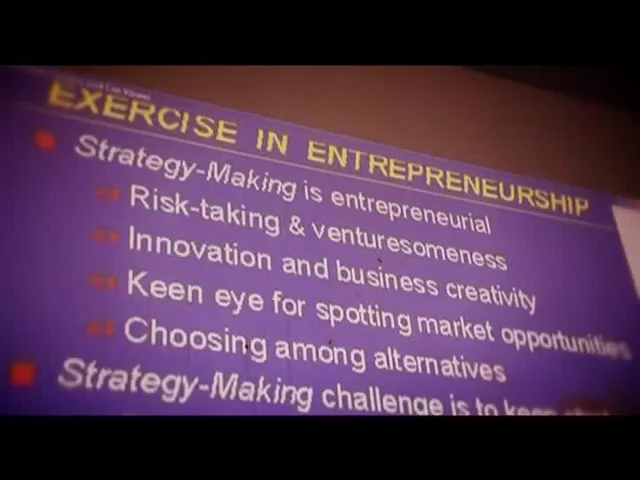 EXERCISE IN ENTREPRENEURSHIP
Strategy-Making is entrepreneurial
Risk-taking & venturesomeness
Innovation and business creativity
Keen eye for spotting market opportunities
Choosing among alternatives
Strategy-Making challenge is to keep